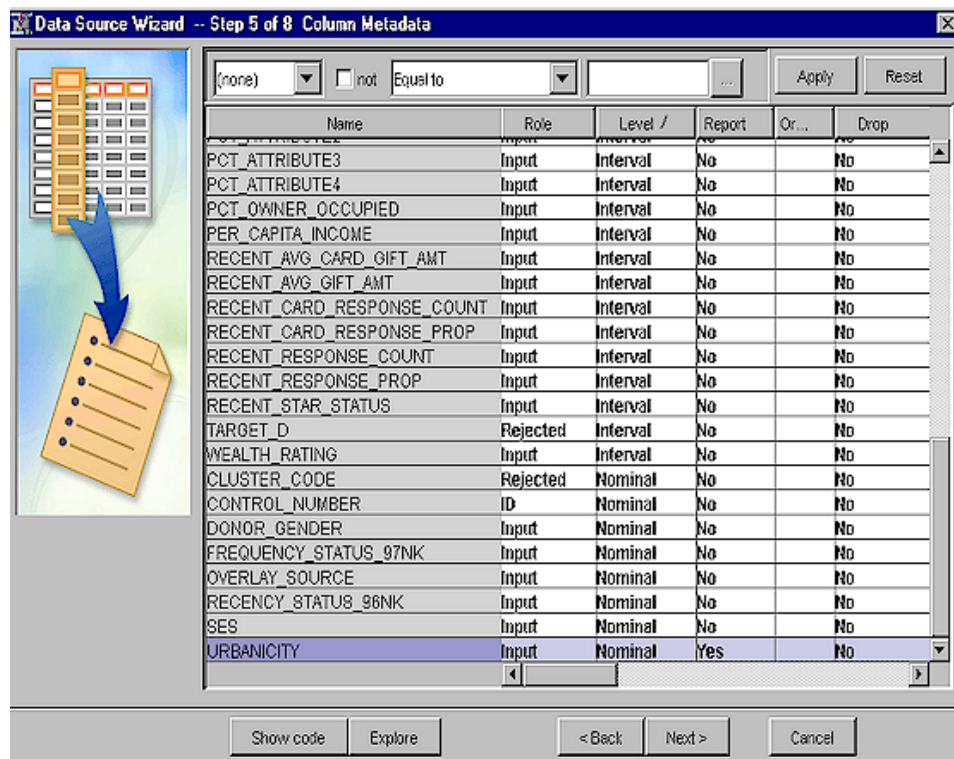 Data Source Wizard -- Step 5 of 8 Column Metadata
(none) not Equal to ... Apply Reset
Name Role Level / Report Or... Drop
PCT_ATTRIBUTE3 Input Interval No No
PCT_ATTRIBUTE4 Input Interval No No
PCT_OWNER_OCCUPIED Input Interval No No
PER_CAPITA_INCOME Input Interval No No
RECENT_AVG_CARD_GIFT_AMT Input Interval No No
RECENT_AVG_GIFT_AMT Input Interval No No
RECENT_CARD_RESPONSE_COUNT Input Interval No No
RECENT_CARD_RESPONSE_PROP Input Interval No No
RECENT_RESPONSE_COUNT Input Interval No No
RECENT_RESPONSE_PROP Input Interval No No
RECENT_STAR_STATUS Input Interval No No
TARGET_D Rejected Interval No No
WEALTH_RATING Input Interval No No
CLUSTER_CODE Rejected Nominal No No
CONTROL_NUMBER ID Nominal No No
DONOR_GENDER Input Nominal No No
FREQUENCY_STATUS_97NK Input Nominal No No
OVERLAY_SOURCE Input Nominal No No
RECENCY_STATUS_96NK Input Nominal No No
SES Input Nominal No No
URBANICITY Input Nominal Yes No
Show code Explore < Back Next > Cancel